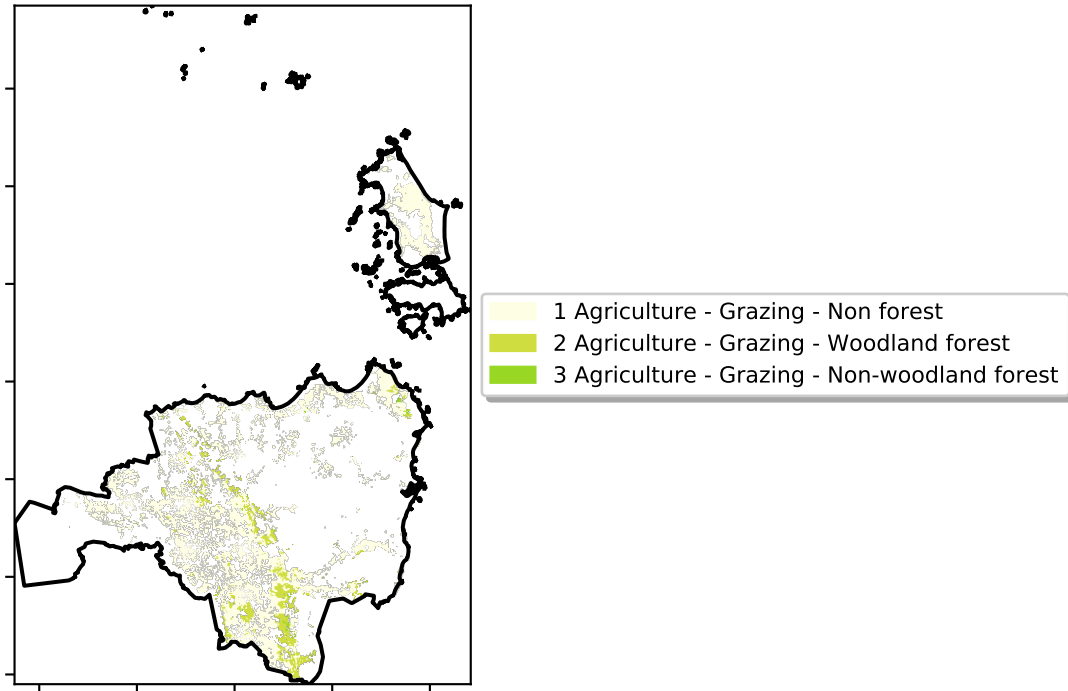 1 Agriculture - Grazing - Non forest
2 Agriculture - Grazing - Woodland forest
3 Agriculture - Grazing - Non-woodland forest